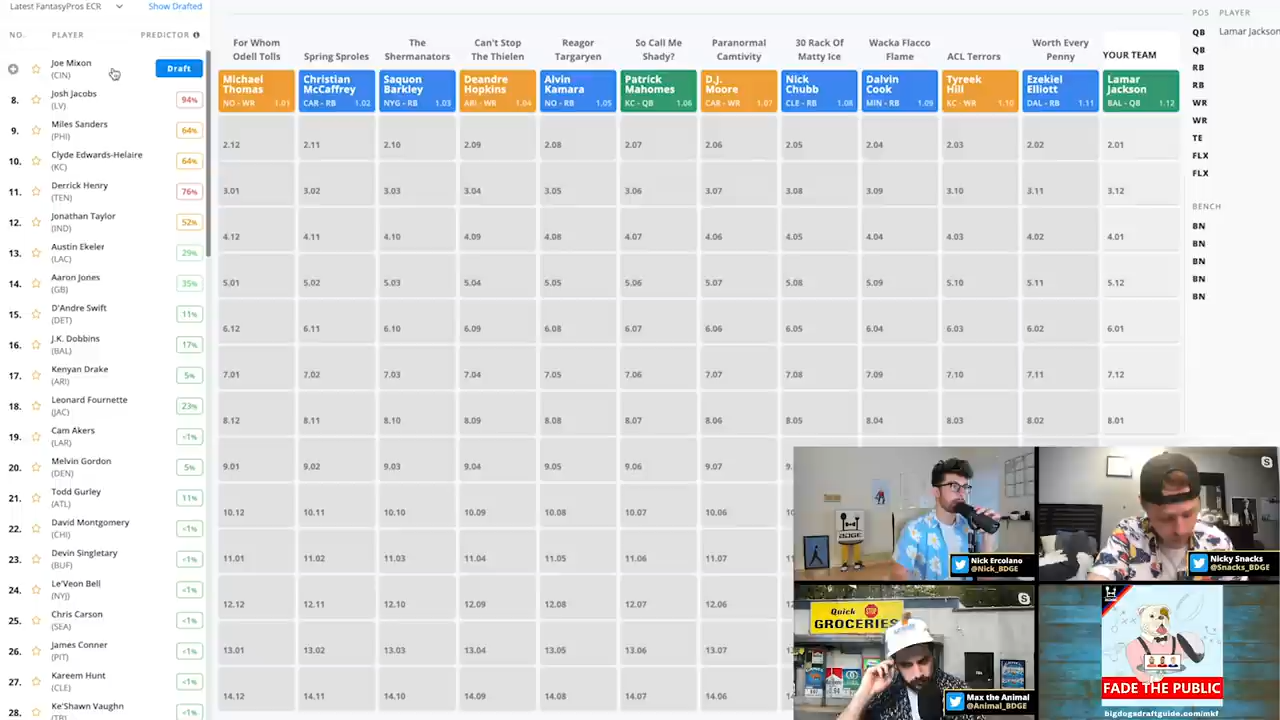 Latest FantasyPros ECR
Show Drafted
NO. PLAYER PREDICTOR
Joe Mixon
(CIN)
Draft
8. Josh Jacobs
(LV)
94%
9. Miles Sanders
(PHI)
64%
10. Clyde Edwards-Helaire
(KC)
64%
11. Derrick Henry
(TEN)
76%
12. Jonathan Taylor
(IND)
52%
13. Austin Ekeler
(LAC)
29%
14. Aaron Jones
(GB)
35%
15. D'Andre Swift
(DET)
11%
16. J.K. Dobbins
(BAL)
17%
17. Kenyan Drake
(ARI)
5%
18. Leonard Fournette
(JAC)
23%
19. Cam Akers
(LAR)
<1%
20. Melvin Gordon
(DEN)
5%
21. Todd Gurley
(ATL)
11%
22. David Montgomery
(CHI)
<1%
23. Devin Singletary
(BUF)
<1%
24. Le'Veon Bell
(NYJ)
<1%
25. Chris Carson
(SEA)
<1%
26. James Conner
(PIT)
<1%
27. Kareem Hunt
(CLE)
<1%
28. Ke'Shawn Vaughn
(TB)
<1%
For Whom Odell Tolls
Spring Sproles
The Shermanators
Can't Stop The Thielen
Reagor Targaryen
So Call Me Shady?
Paranormal Camtivity
30 Rack Of Matty Ice
Wacka Flacco Flame
ACL Terrors
Worth Every Penny
YOUR TEAM
Michael Thomas NO - WR 1.01
Christian McCaffrey CAR - RB 1.02
Saquon Barkley NYG - RB 1.03
Deandre Hopkins ARI - WR 1.04
Alvin Kamara NO - RB 1.05
Patrick Mahomes KC - QB 1.06
D.J. Moore CAR - WR 1.07
Nick Chubb CLE - RB 1.08
Dalvin Cook MIN - RB 1.09
Tyreek Hill KC - WR 1.10
Ezekiel Elliott DAL - RB 1.11
Lamar Jackson BAL - QB 1.12
2.12 2.11 2.10 2.09 2.08 2.07 2.06 2.05 2.04 2.03 2.02 2.01
3.01 3.02 3.03 3.04 3.05 3.06 3.07 3.08 3.09 3.10 3.11 3.12
4.12 4.11 4.10 4.09 4.08 4.07 4.06 4.05 4.04 4.03 4.02 4.01
5.01 5.02 5.03 5.04 5.05 5.06 5.07 5.08 5.09 5.10 5.11 5.12
6.12 6.11 6.10 6.09 6.08 6.07 6.06 6.05 6.04 6.03 6.02 6.01
7.01 7.02 7.03 7.04 7.05 7.06 7.07 7.08 7.09 7.10 7.11 7.12
8.12 8.11 8.10 8.09 8.08 8.07 8.06 8.05 8.04 8.03 8.02 8.01
9.01 9.02 9.03 9.04 9.05 9.06 9.07
10.12 10.11 10.10 10.09 10.08 10.07 10.06
11.01 11.02 11.03 11.04 11.05 11.06 11.07
12.12 12.11 12.10 12.09 12.08 12.07 12.06
13.01 13.02 13.03 13.04 13.05 13.06 13.07
14.12 14.11 14.10 14.09 14.08 14.07 14.06
POS PLAYER
QB Lamar Jackson
QB
RB
RB
WR
WR
TE
FLX
FLX
BENCH
BN
BN
BN
BN
BN
BDGE
Nick Ercolano
@Nick_BDGE
Nicky Snacks
@Snacks_BDGE
Quick STOP
GROCERIES
Max the Animal
@Animal_BDGE
FADE THE PUBLIC
bigdogsdraftguide.com/mkf